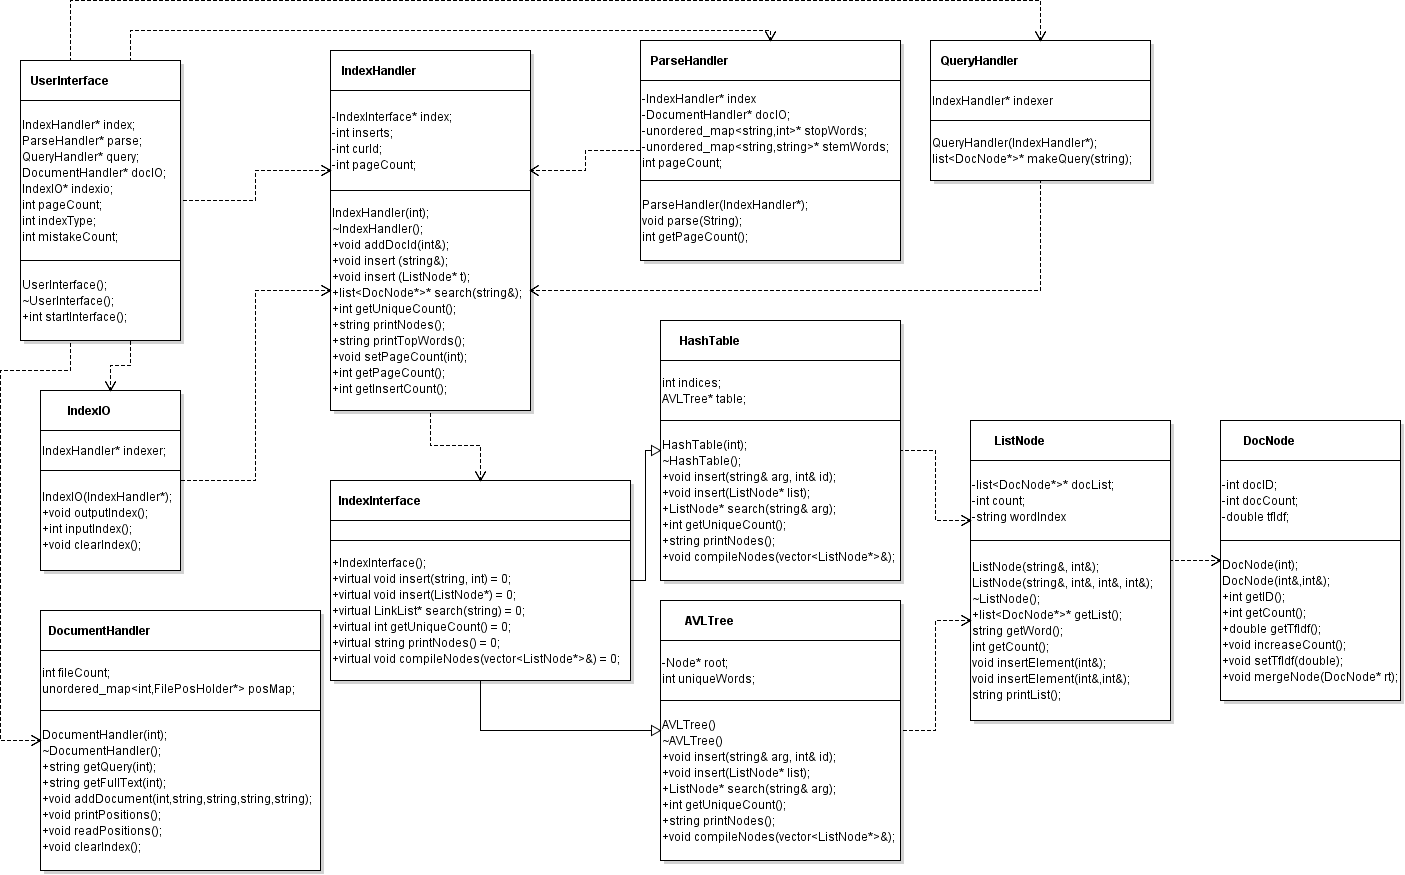 UserInterface
IndexHandler* index;
ParseHandler* parse;
QueryHandler* query;
DocumentHandler* docIO;
IndexIO* indexio;
int pageCount;
int indexType;
int mistakeCount;
UserInterface();
~UserInterface();
+int startInterface();
IndexHandler
-IndexInterface* index;
-int inserts;
-int curId;
-int pageCount;
IndexHandler(int);
~IndexHandler();
+void addDocId(int&);
+void insert (string&);
+void insert (ListNode* t);
+list<DocNode*>* search(string&);
+int getUniqueCount();
+string printNodes();
+string printTopWords();
+void setPageCount(int);
+int getPageCount();
+int getInsertCount();
ParseHandler
-IndexHandler* index
-DocumentHandler* docIO;
-unordered_map<string,int>* stopWords;
-unordered_map<string,string>* stemWords;
int pageCount;
ParseHandler(IndexHandler*);
void parse(String);
int getPageCount();
QueryHandler
IndexHandler* indexer
QueryHandler(IndexHandler*);
list<DocNode*>* makeQuery(string);
IndexIO
IndexHandler* indexer;
IndexIO(IndexHandler*);
+void outputIndex();
+int inputIndex();
+void clearIndex();
DocumentHandler
int fileCount;
unordered_map<int,FilePosHolder*> posMap;
DocumentHandler(int);
~DocumentHandler();
+string getQuery(int);
+string getFullText(int);
+void addDocument(int,string,string,string,string);
+void printPositions();
+void readPositions();
+void clearIndex();
IndexInterface
+IndexInterface();
+virtual void insert(string, int) = 0;
+virtual void insert(ListNode*) = 0;
+virtual LinkList* search(string) = 0;
+virtual int getUniqueCount() = 0;
+virtual string printNodes() = 0;
+virtual void compileNodes(vector<ListNode*>&) = 0;
HashTable
int indices;
AVLTree* table;
HashTable(int);
~HashTable();
+void insert(string& arg, int& id);
+void insert(ListNode* list);
+ListNode* search(string& arg);
+int getUniqueCount();
+string printNodes();
+void compileNodes(vector<ListNode*>&);
AVLTree
-Node* root;
int uniqueWords;
AVLTree()
~AVLTree()
+void insert(string& arg, int& id);
+void insert(ListNode* list);
+ListNode* search(string& arg);
+int getUniqueCount();
+string printNodes();
+void compileNodes(vector<ListNode*>&);
ListNode
-list<DocNode*>* docList;
-int count;
-string wordIndex
ListNode(string&, int&);
ListNode(string&, int&, int&, int&);
~ListNode();
+list<DocNode*>* getList();
string getWord();
int getCount();
void insertElement(int&);
void insertElement(int&,int&);
string printList();
DocNode
-int docID;
-int docCount;
-double tfIdf;
DocNode(int);
DocNode(int&,int&);
+int getID();
+int getCount();
+double getTfIdf();
+void increaseCount();
+void setTfIdf(double);
+void mergeNode(DocNode* rt);